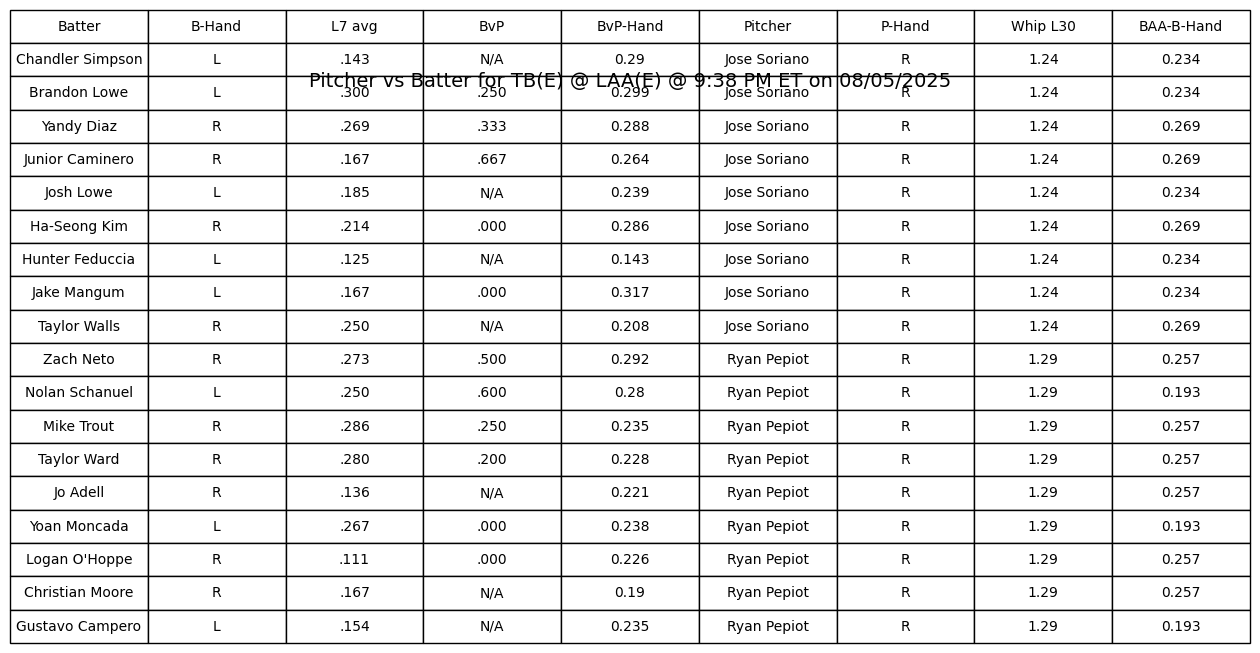 Batter B-Hand L7 avg BvP BvP-Hand Pitcher P-Hand Whip L30 BAA-B-Hand
Chandler Simpson L .143 N/A 0.29 Jose Soriano R 1.24 0.234
Pitcher vs Batter for TB(E) @ LAA(E) @ 9:38 PM ET on 08/05/2025
Brandon Lowe L .300 .250 0.299 Jose Soriano R 1.24 0.234
Yandy Diaz R .269 .333 0.288 Jose Soriano R 1.24 0.269
Junior Caminero R .167 .667 0.264 Jose Soriano R 1.24 0.269
Josh Lowe L .185 N/A 0.239 Jose Soriano R 1.24 0.234
Ha-Seong Kim R .214 .000 0.286 Jose Soriano R 1.24 0.269
Hunter Feduccia L .125 N/A 0.143 Jose Soriano R 1.24 0.234
Jake Mangum L .167 .000 0.317 Jose Soriano R 1.24 0.234
Taylor Walls R .250 N/A 0.208 Jose Soriano R 1.24 0.269
Zach Neto R .273 .500 0.292 Ryan Pepiot R 1.29 0.257
Nolan Schanuel L .250 .600 0.28 Ryan Pepiot R 1.29 0.193
Mike Trout R .286 .250 0.235 Ryan Pepiot R 1.29 0.257
Taylor Ward R .280 .200 0.228 Ryan Pepiot R 1.29 0.257
Jo Adell R .136 N/A 0.221 Ryan Pepiot R 1.29 0.257
Yoan Moncada L .267 .000 0.238 Ryan Pepiot R 1.29 0.193
Logan O'Hoppe R .111 .000 0.226 Ryan Pepiot R 1.29 0.257
Christian Moore R .167 N/A 0.19 Ryan Pepiot R 1.29 0.257
Gustavo Campero L .154 N/A 0.235 Ryan Pepiot R 1.29 0.193